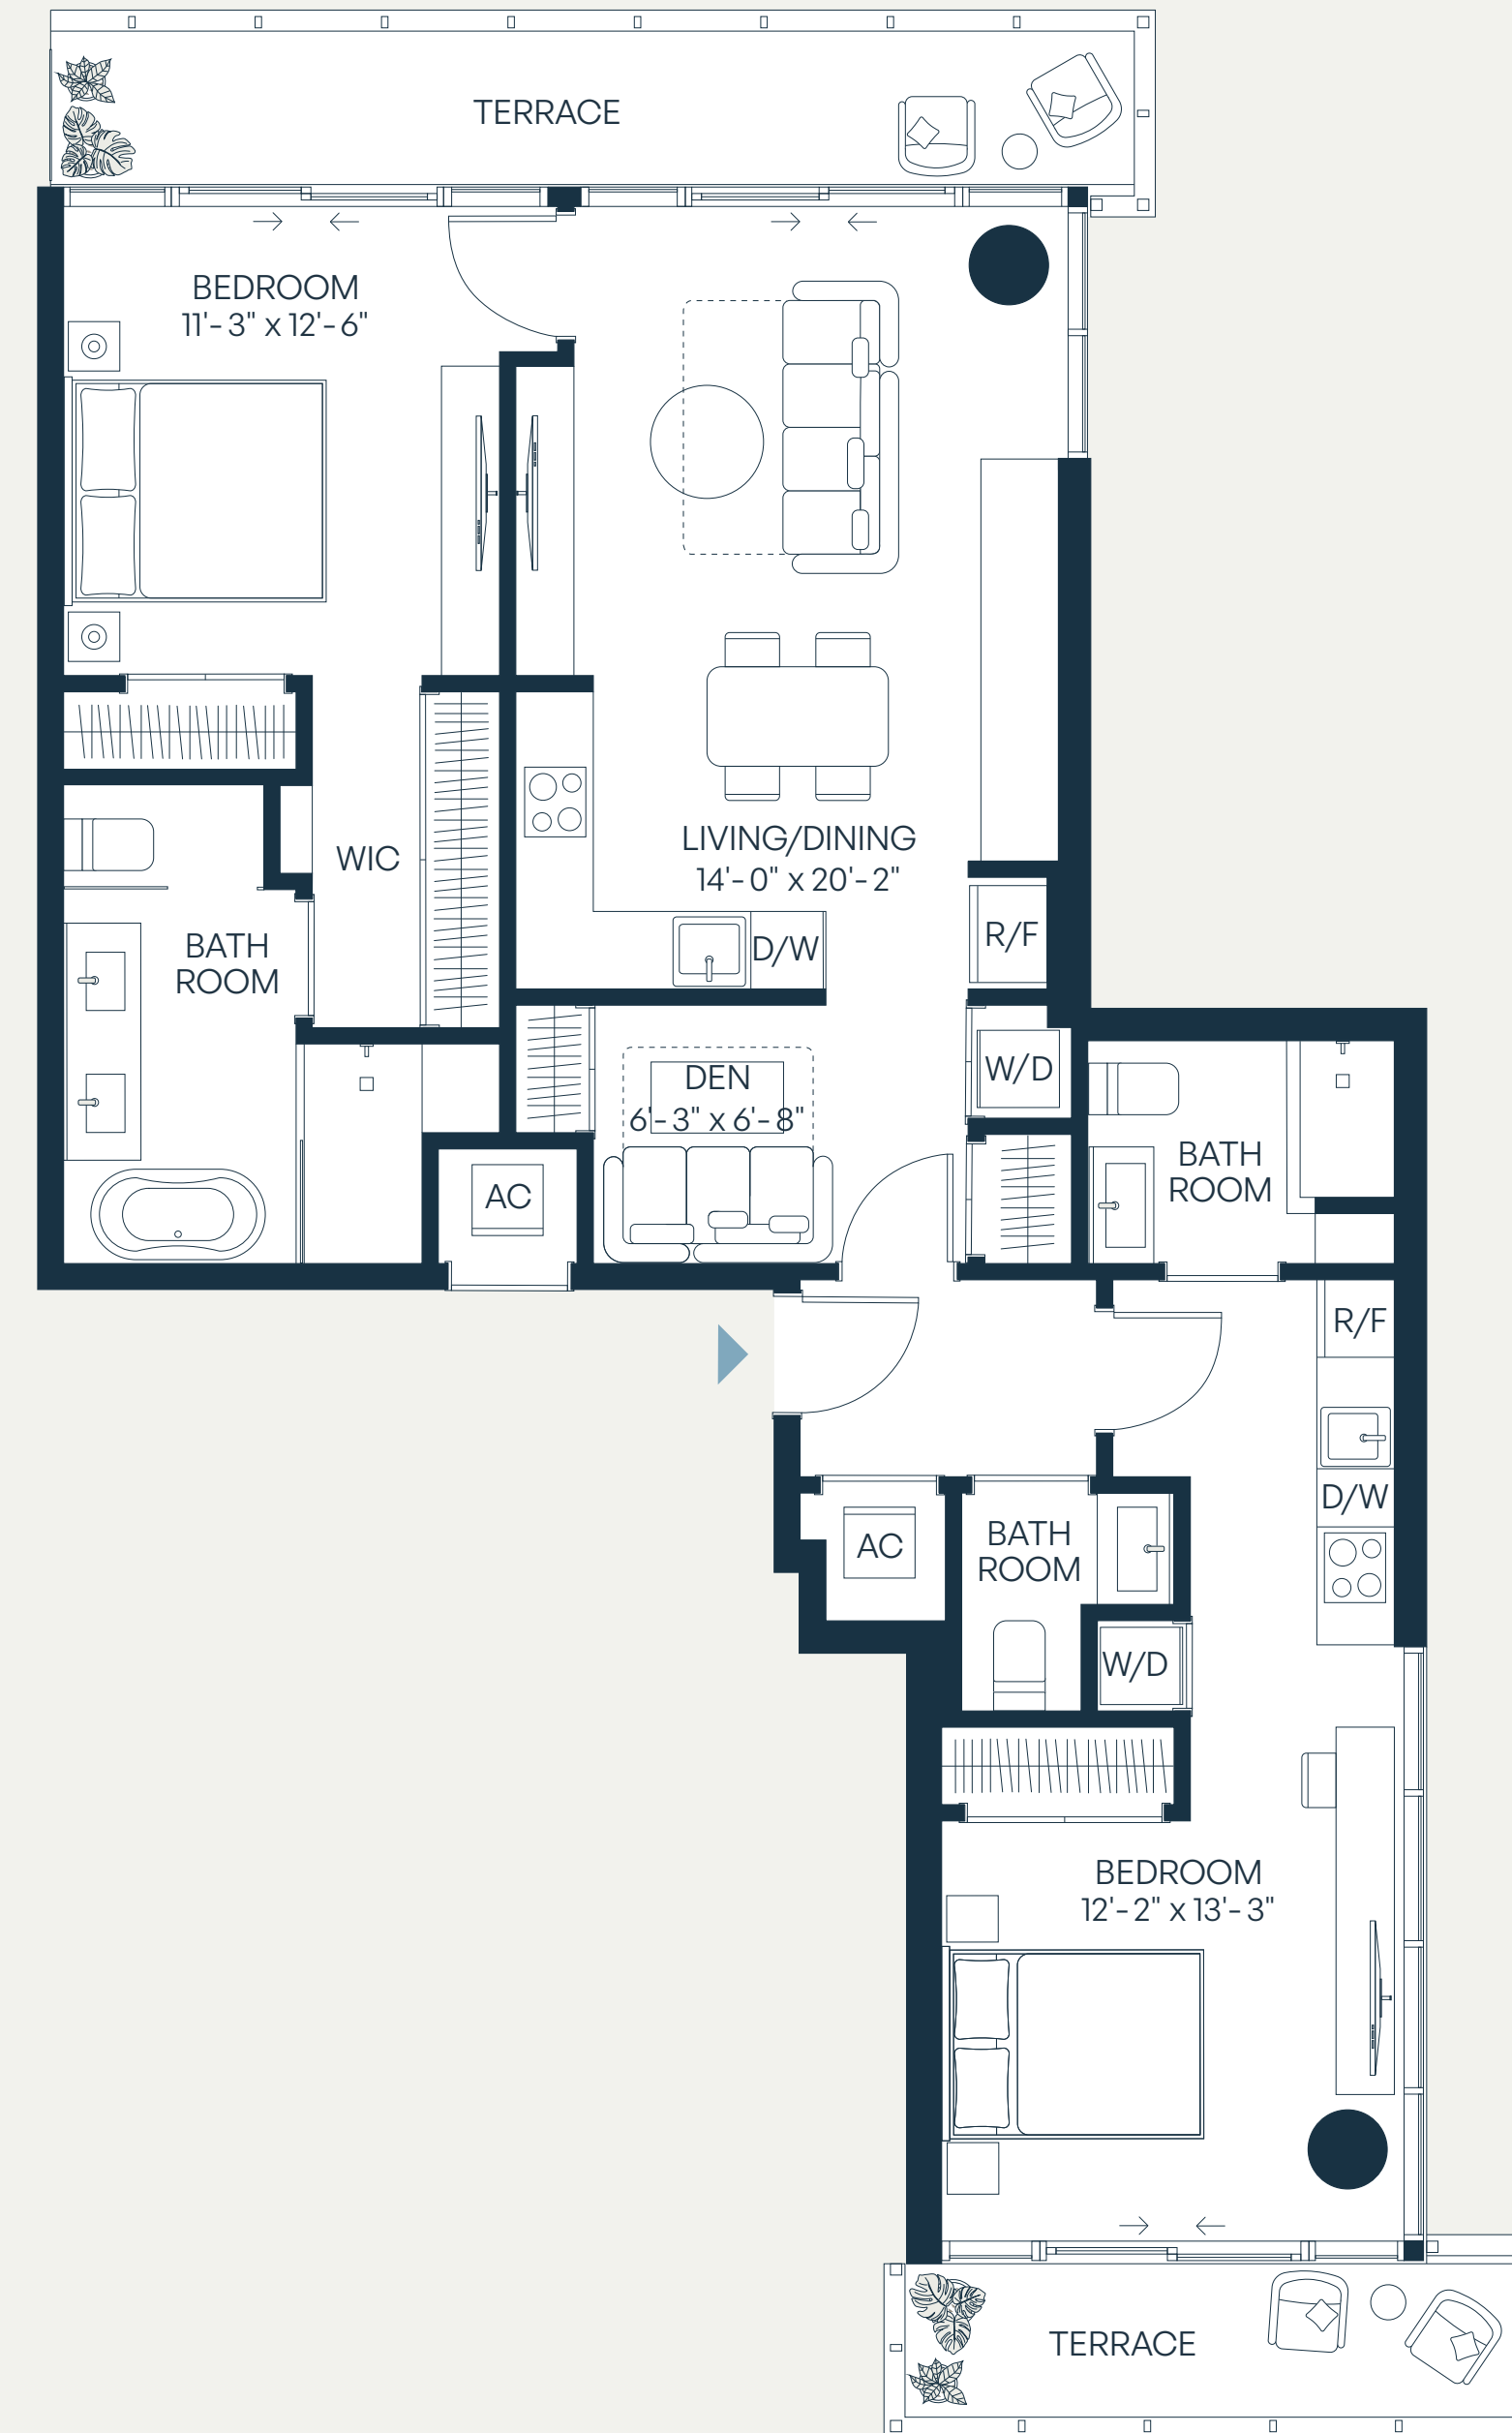 TERRACE
BEDROOM
11'-3" x 12'-6"
LIVING/DINING
14'-0" x 20'-2"
WIC
R/F
BATH
ROOM
D/W
W/D
DEN
6'-3" x 6'-8"
BATH
ROOM
AC
R/F
D/W
BATH
ROOM
AC
W/D
BEDROOM
12'-2" x 13'-3"
TERRACE